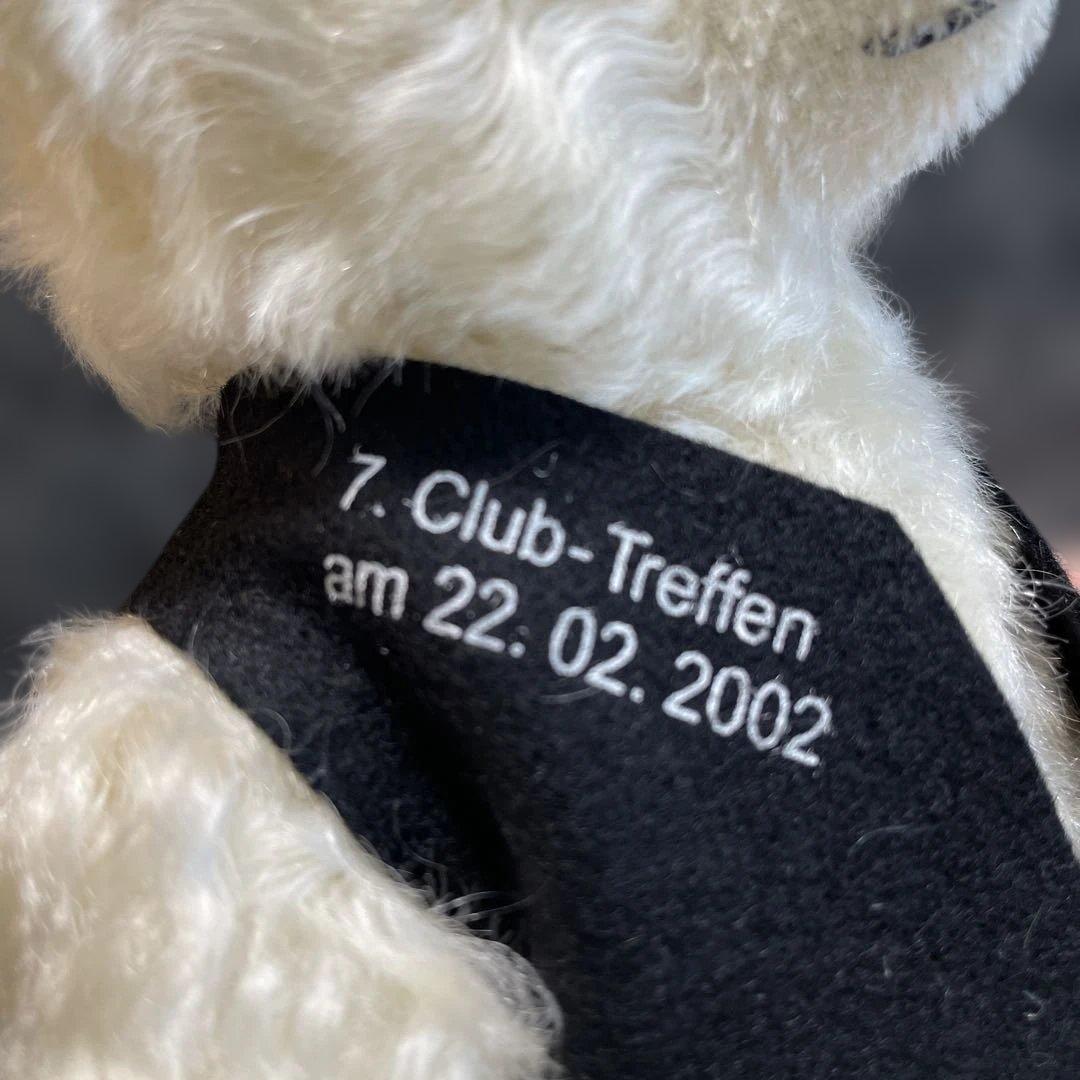 7. Club-Treffen
am 22. 02. 2002